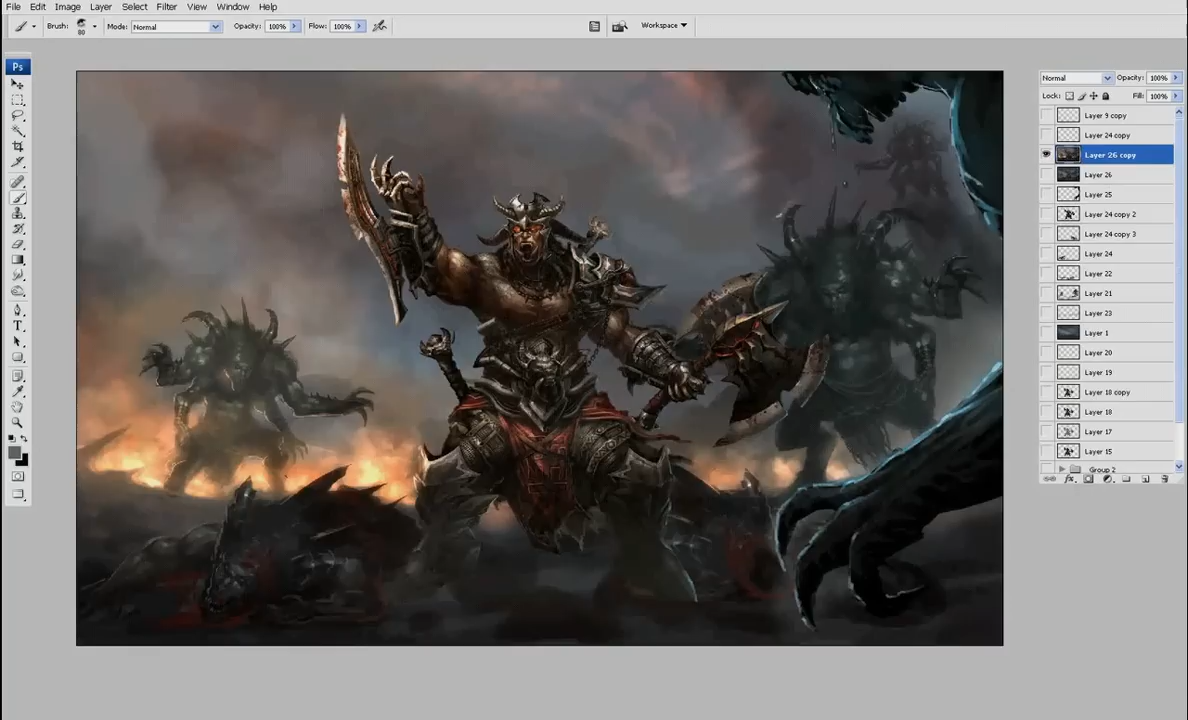 File Edit Image Layer Select Filter View Window Help
Brush: 80 Mode: Normal Opacity: 100% Flow: 100% Workspace
Ps
Normal Opacity: 100%
Lock: Fill: 100%
Layer 9 copy
Layer 24 copy
Layer 26 copy
Layer 26
Layer 25
Layer 24 copy 2
Layer 24 copy 3
Layer 24
Layer 22
Layer 21
Layer 23
Layer 1
Layer 20
Layer 19
Layer 18 copy
Layer 18
Layer 17
Layer 15
Group 2
T
fx